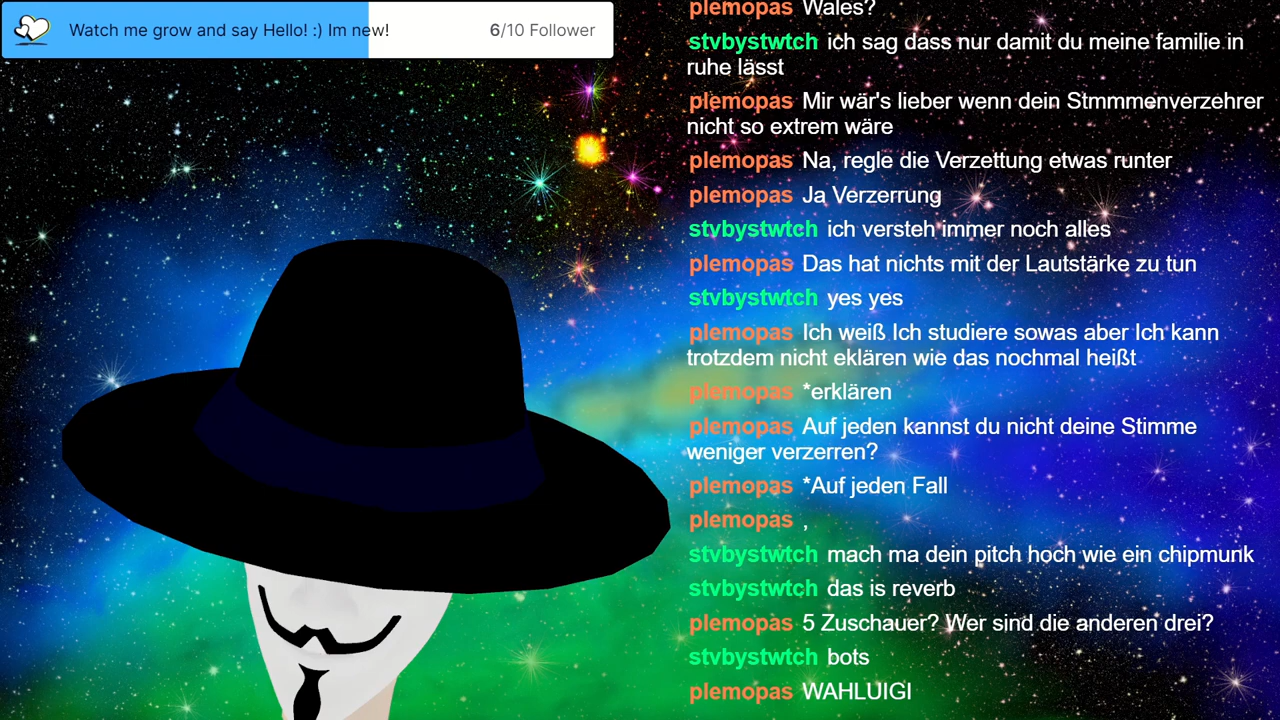 Watch me grow and say Hello! :) Im new! 6/10 Follower
plemopas Wales?
stvbystwtch ich sag dass nur damit du meine familie in
ruhe lässt
plemopas Mir wär's lieber wenn dein Stmmmenverzehrer
nicht so extrem wäre
plemopas Na, regle die Verzettung etwas runter
plemopas Ja Verzerrung
stvbystwtch ich versteh immer noch alles
plemopas Das hat nichts mit der Lautstärke zu tun
stvbystwtch yes yes
plemopas Ich weiß Ich studiere sowas aber Ich kann
trotzdem nicht eklären wie das nochmal heißt
plemopas *erklären
plemopas Auf jeden kannst du nicht deine Stimme
weniger verzerren?
plemopas *Auf jeden Fall
plemopas ,
stvbystwtch mach ma dein pitch hoch wie ein chipmunk
stvbystwtch das is reverb
plemopas 5 Zuschauer? Wer sind die anderen drei?
stvbystwtch bots
plemopas WAHLUIGI